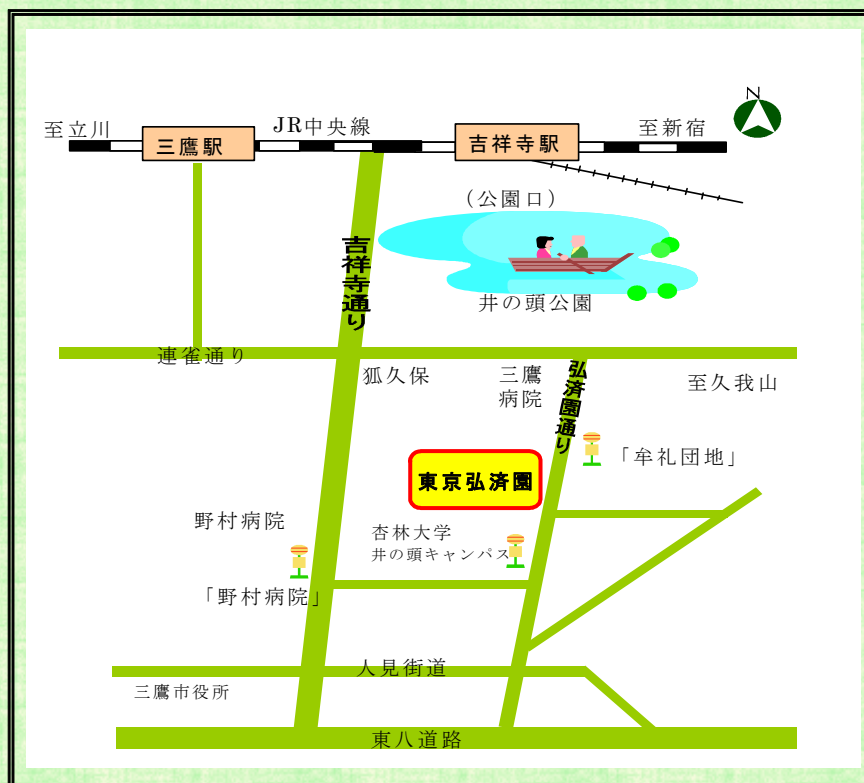 N
至立川
JR中央線
至新宿
三鷹駅
吉祥寺駅
(公園口)
吉祥寺通り
井の頭公園
連雀通り
狐久保
三鷹
病院
弘済園通り
至久我山
「牟礼団地」
東京弘済園
野村病院
杏林大学
井の頭キャンパス
「野村病院」
人見街道
三鷹市役所
東八道路